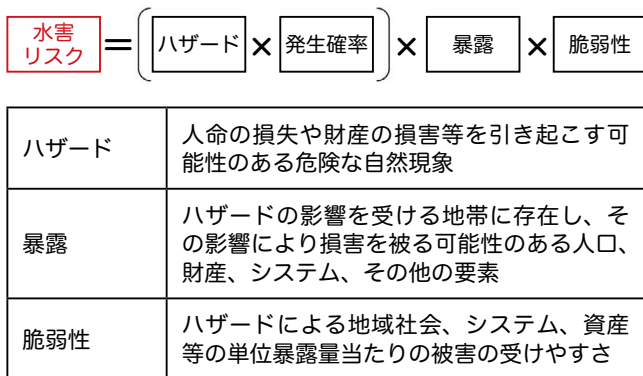 水害
リスク
＝(ハザード×発生確率)×暴露×脆弱性
ハザード
人命の損失や財産の損害等を引き起こす可
能性のある危険な自然現象
暴露
ハザードの影響を受ける地帯に存在し、そ
の影響により損害を被る可能性のある人口、
財産、システム、その他の要素
脆弱性
ハザードによる地域社会、システム、資産
等の単位暴露量当たりの被害の受けやすさ